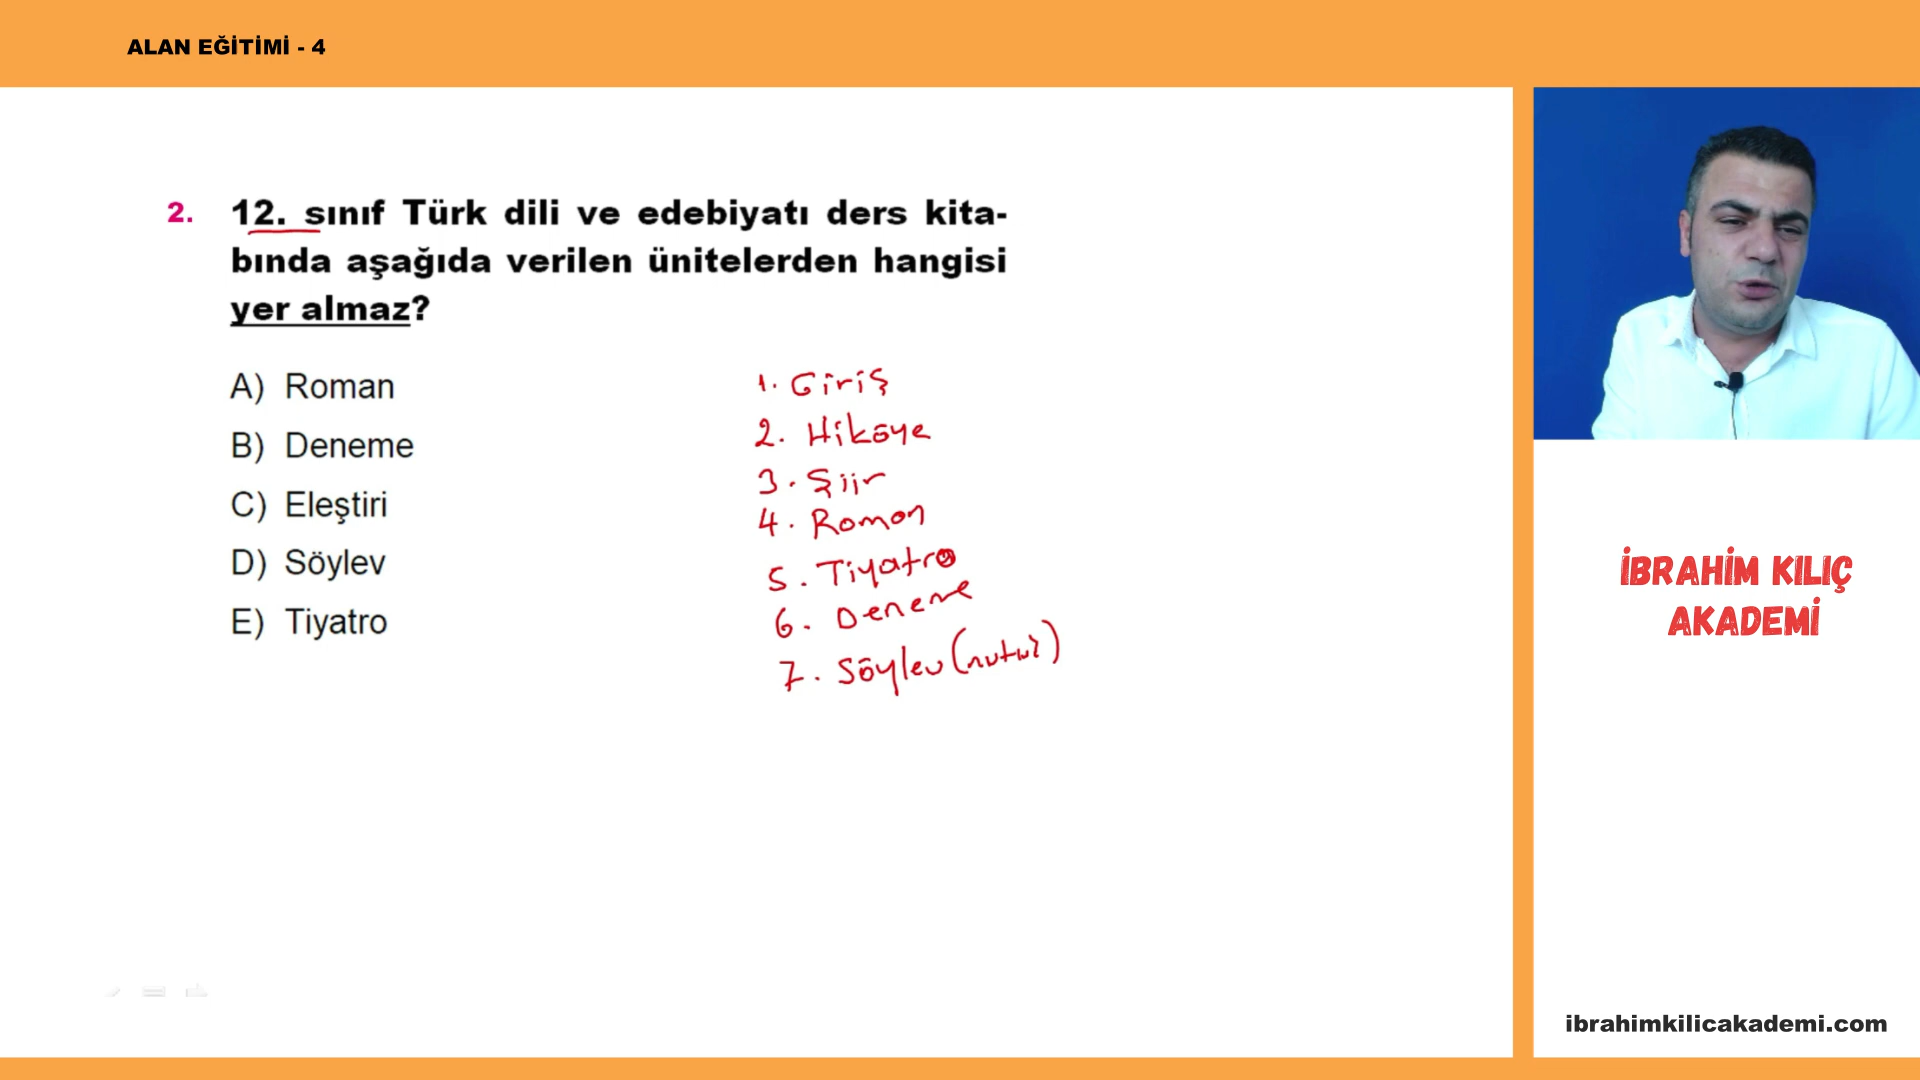 ALAN EĞİTİMİ - 4
2. 12. sınıf Türk dili ve edebiyatı ders kita-
bında aşağıda verilen ünitelerden hangisi
yer almaz?
A) Roman
B) Deneme
C) Eleştiri
D) Söylev
E) Tiyatro
1. Giriş
2. Hikâye
3. Şiir
4. Roman
5. Tiyatro
6. Deneme
7. Söylev (nutuk)
İBRAHİM KILIÇ
AKADEMİ
ibrahimkilicakademi.com